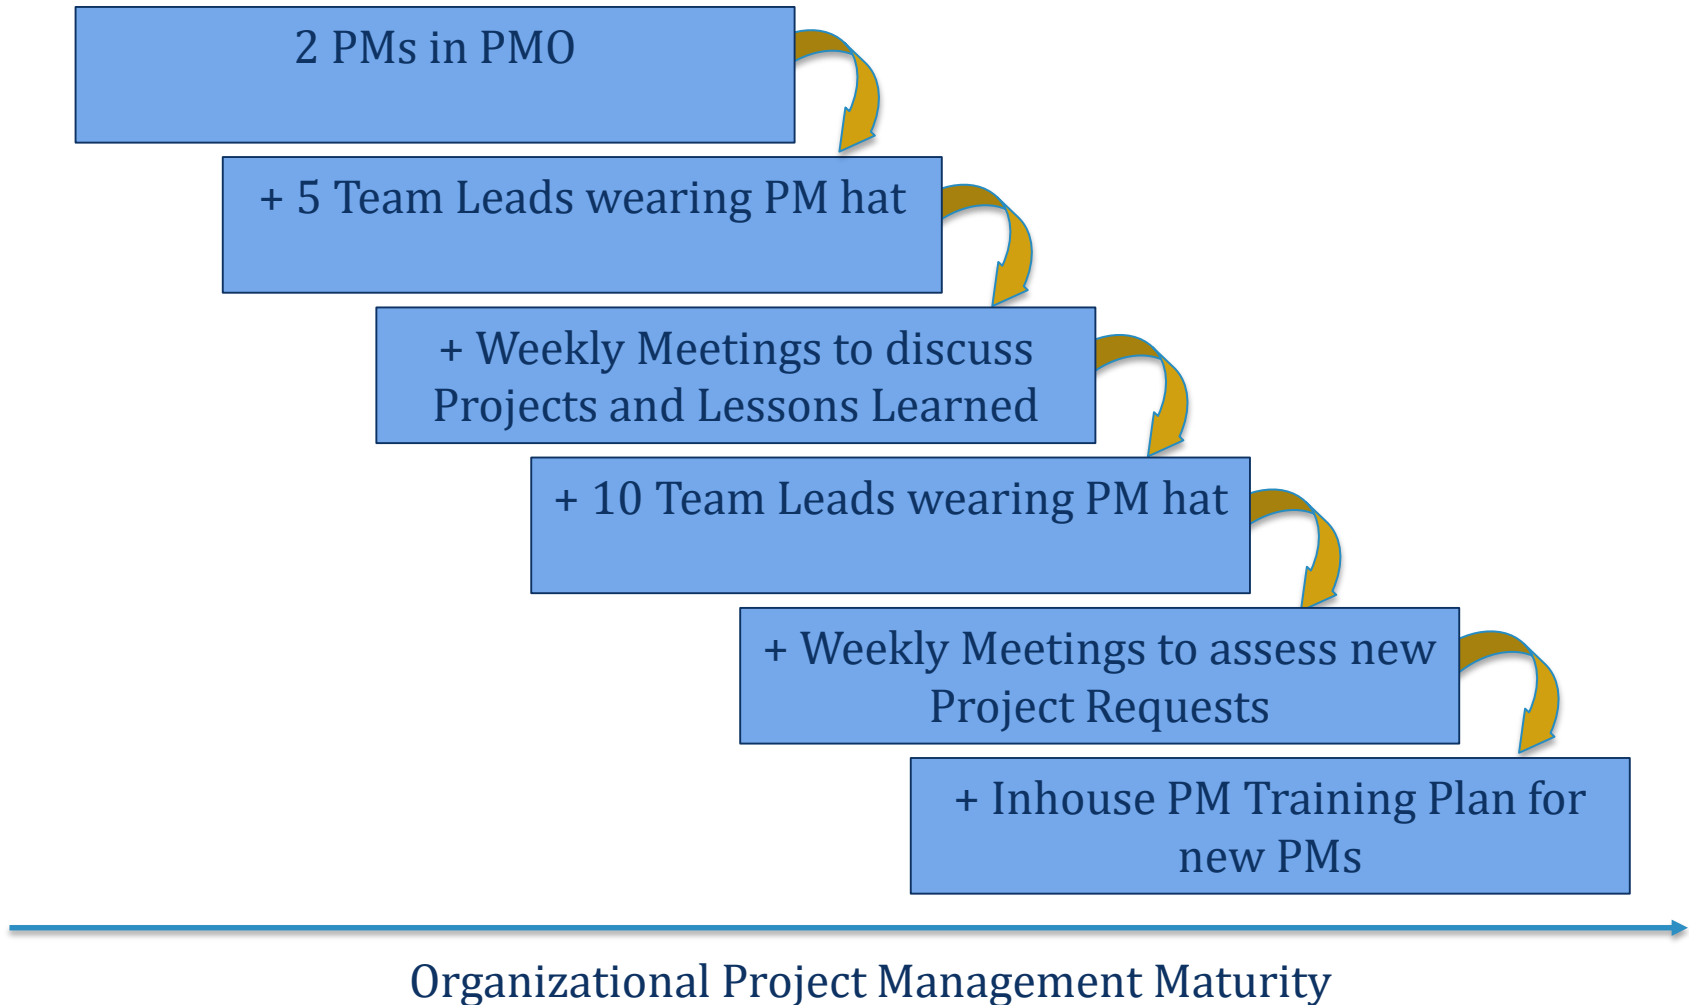 2 PMs in PMO
+ 5 Team Leads wearing PM hat
+ Weekly Meetings to discuss
Projects and Lessons Learned
+ 10 Team Leads wearing PM hat
+ Weekly Meetings to assess new
Project Requests
+ Inhouse PM Training Plan for
new PMs
Organizational Project Management Maturity